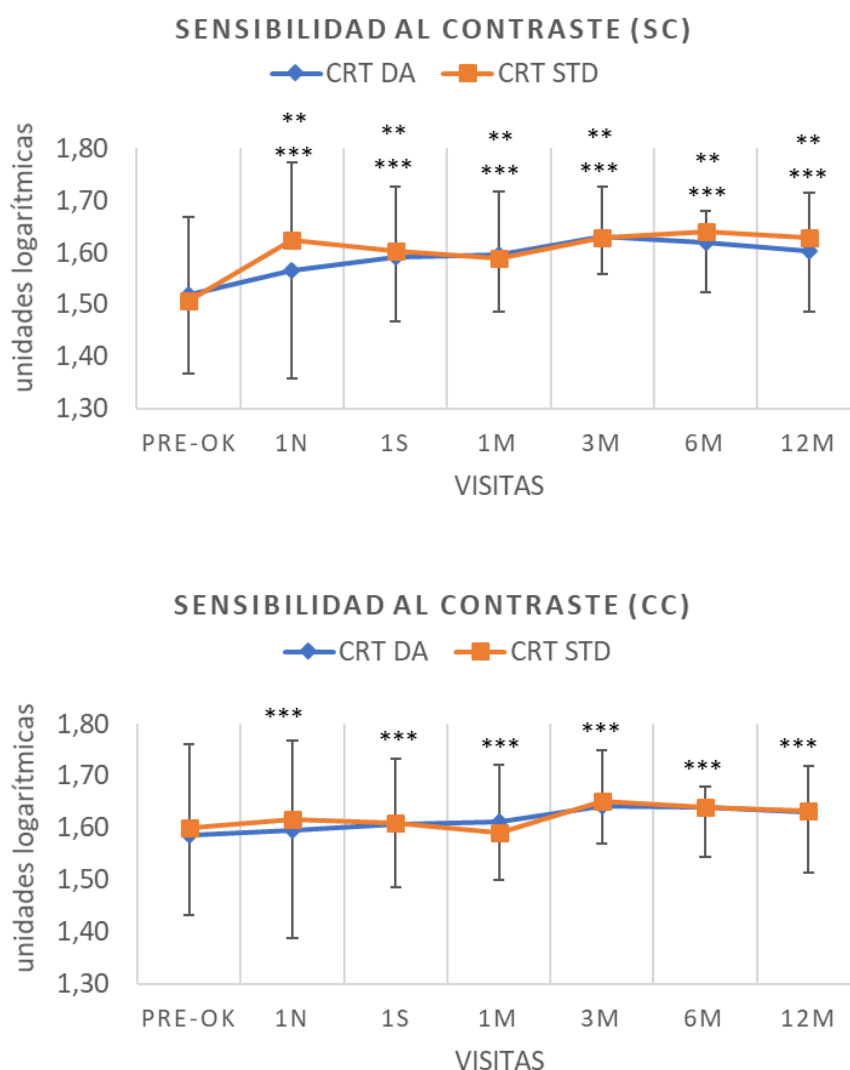 SENSIBILIDAD AL CONTRASTE (SC)
CRT DA CRT STD
unidades logarítmicas
1,80
1,70
1,60
1,50
1,40
1,30
** ** ** ** ** **
*** *** *** *** *** ***
PRE-OK 1N 1S 1M 3M 6M 12M
VISITAS
SENSIBILIDAD AL CONTRASTE (CC)
CRT DA CRT STD
unidades logarítmicas
1,80
1,70
1,60
1,50
1,40
1,30
*** *** *** *** *** ***
PRE-OK 1N 1S 1M 3M 6M 12M
VISITAS